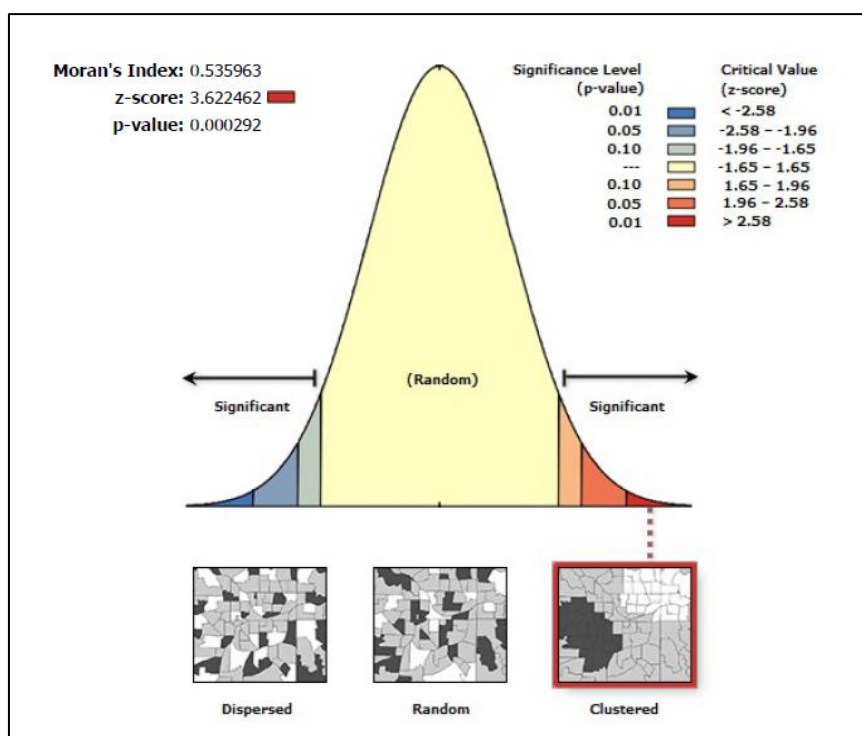 Moran's Index: 0.535963
z-score: 3.622462
p-value: 0.000292
Significance Level
(p-value)
Critical Value
(z-score)
0.01 < -2.58
0.05 -2.58 – -1.96
0.10 -1.96 – -1.65
--- -1.65 – 1.65
0.10 1.65 – 1.96
0.05 1.96 – 2.58
0.01 > 2.58
(Random)
Significant
Significant
Dispersed
Random
Clustered